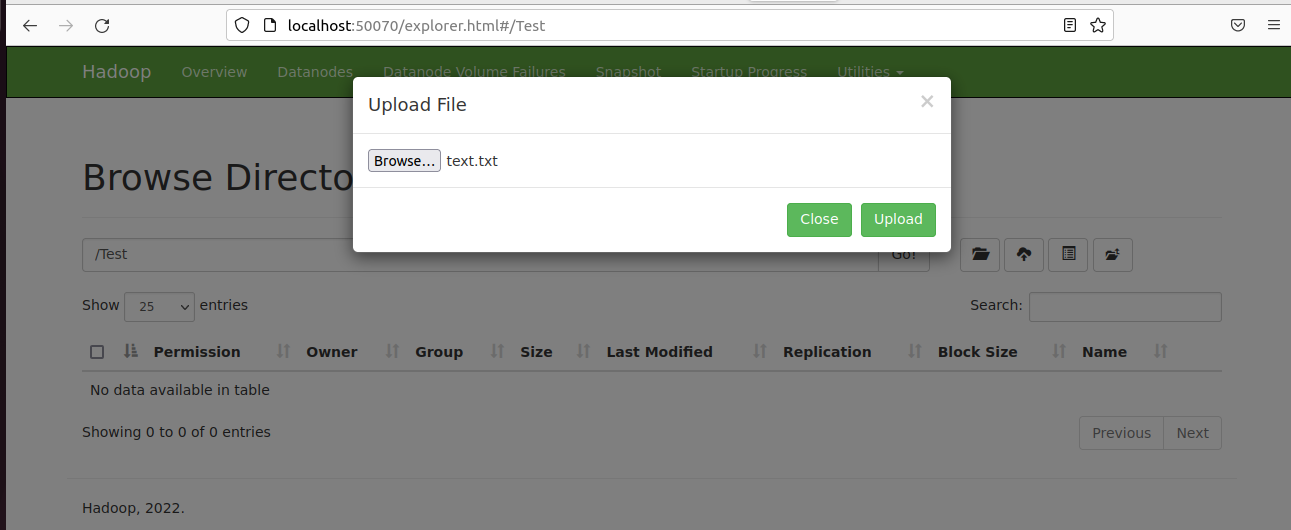 localhost:50070/explorer.html#/Test
Hadoop Overview Datanodes Datanode Volume Failures Snapshot Startup Progress Utilities
Upload File ×
Browse... text.txt
Close Upload
Browse Directo
/Test Go!
Show 25 entries Search:
Permission Owner Group Size Last Modified Replication Block Size Name
No data available in table
Showing 0 to 0 of 0 entries Previous Next
Hadoop, 2022.